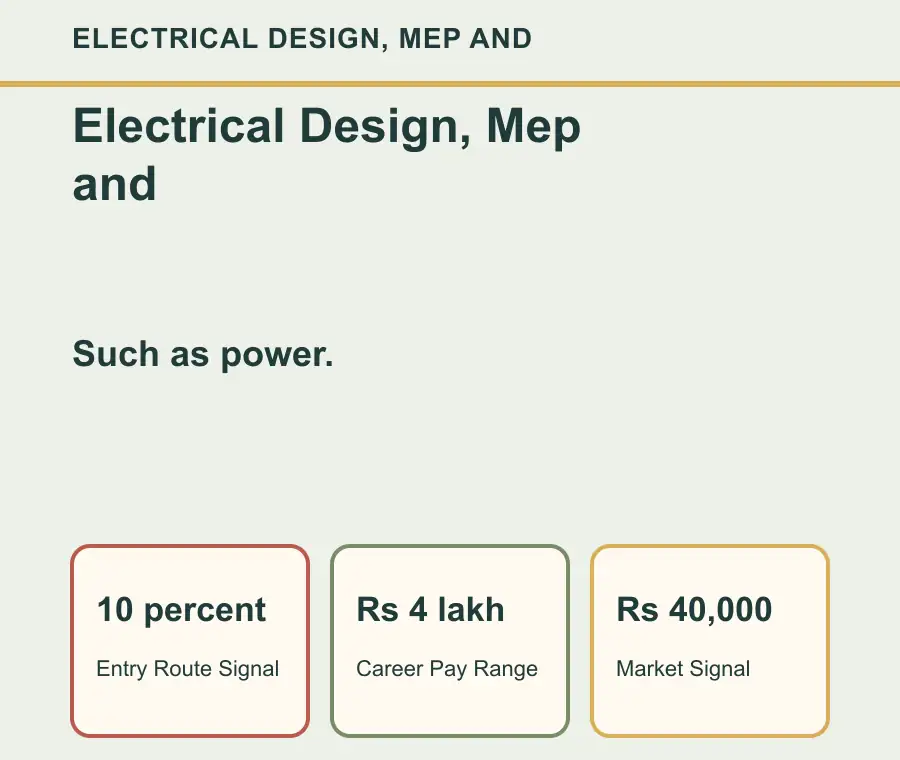 ELECTRICAL DESIGN, MEP AND
Electrical Design, Mep
and
Such as power.
10 percent
Entry Route Signal
Rs 4 lakh
Career Pay Range
Rs 40,000
Market Signal